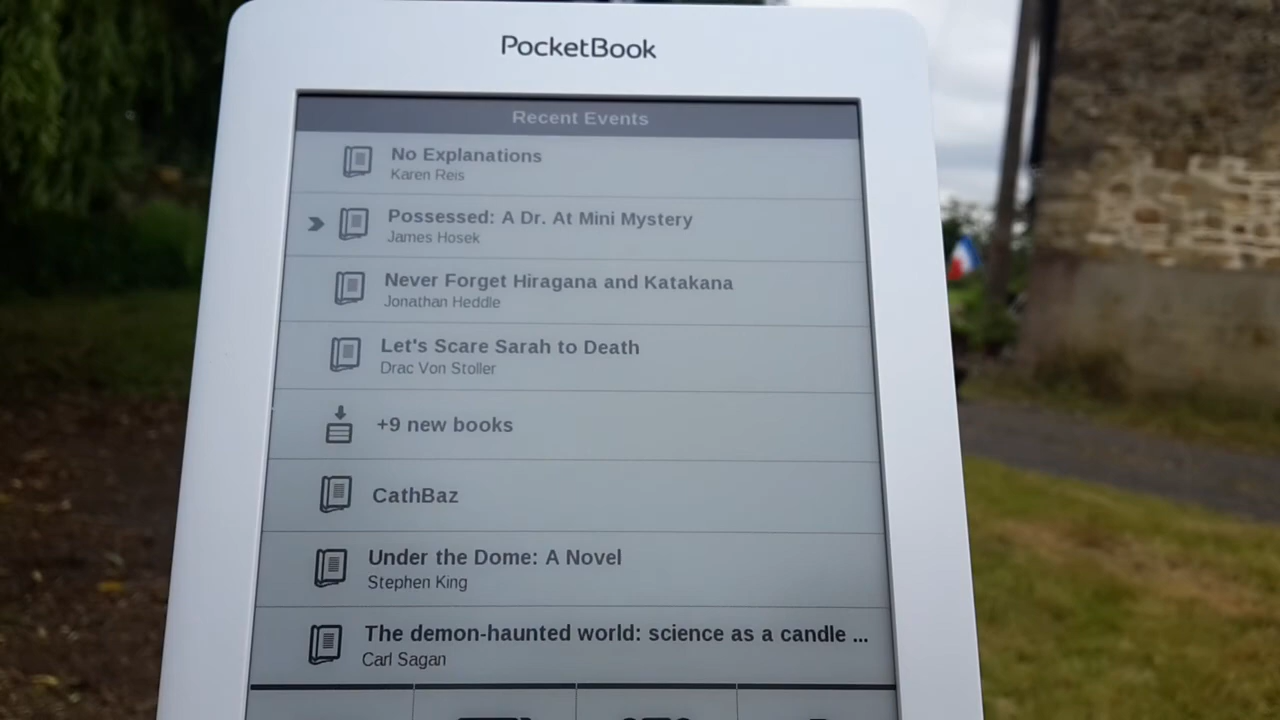 PocketBook
Recent Events
No Explanations
Karen Reis
Possessed: A Dr. At Mini Mystery
James Hosek
Never Forget Hiragana and Katakana
Jonathan Heddle
Let's Scare Sarah to Death
Drac Von Stoller
+9 new books
CathBaz
Under the Dome: A Novel
Stephen King
The demon-haunted world: science as a candle ...
Carl Sagan